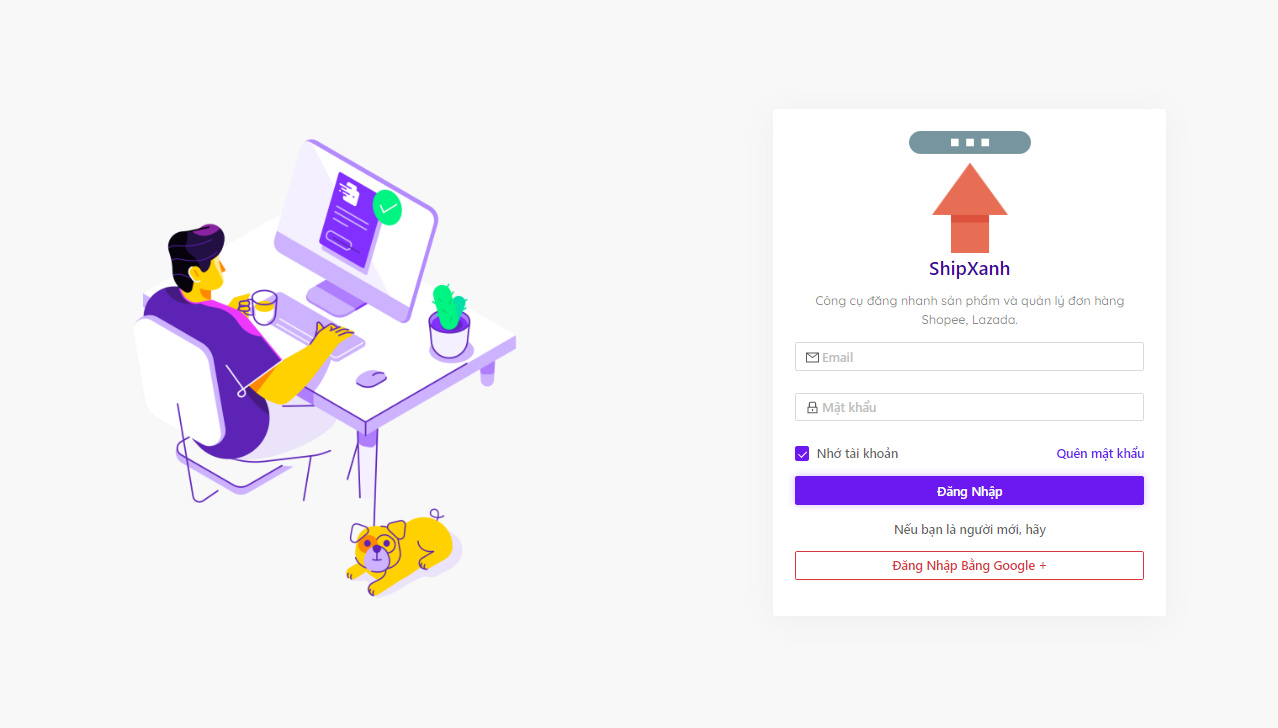 ShipXanh
Công cụ đăng nhanh sản phẩm và quản lý đơn hàng
Shopee, Lazada.
Email
Mật khẩu
Nhớ tài khoản
Quên mật khẩu
Đăng Nhập
Nếu bạn là người mới, hãy
Đăng Nhập Bằng Google +